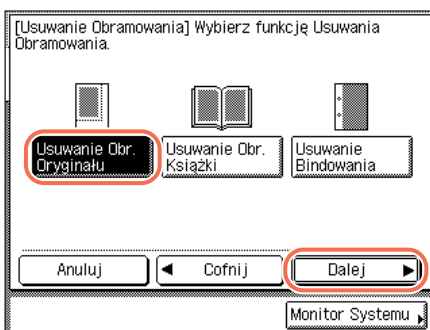 [Usuwanie Obramowania] Wybierz funkcję Usuwania
Obramowania.
Usuwanie Obr.
Oryginału
Usuwanie Obr.
Książki
Usuwanie
Bindowania
Anuluj
◄ Cofnij
Dalej ►
Monitor Systemu